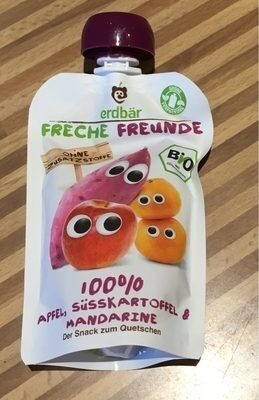 erdbär
FRECHE FREUNDE
OHNE
ZUSATZSTOFFE
BIO
100%
APFEL, SÜSSKARTOFFEL &
MANDARINE
Der Snack zum Quetschen